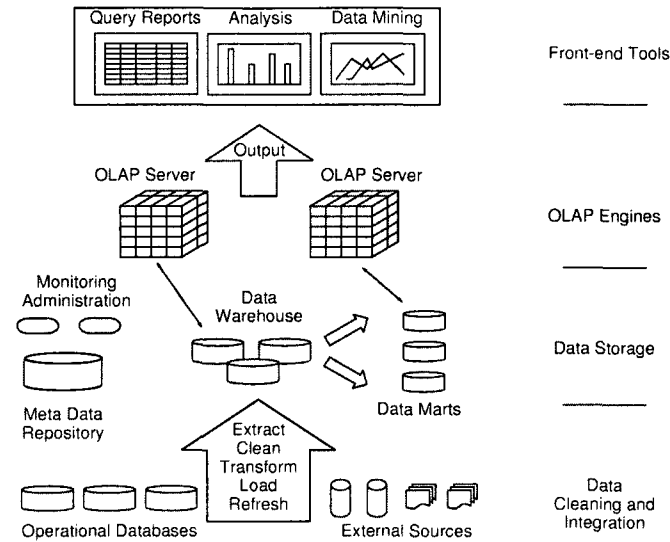 Query Reports
Analysis
Data Mining
Front-end Tools
Output
OLAP Server
OLAP Server
OLAP Engines
Monitoring
Administration
Data
Warehouse
Data Storage
Meta Data
Repository
Data Marts
Extract
Clean
Transform
Load
Refresh
Operational Databases
External Sources
Data
Cleaning and
Integration